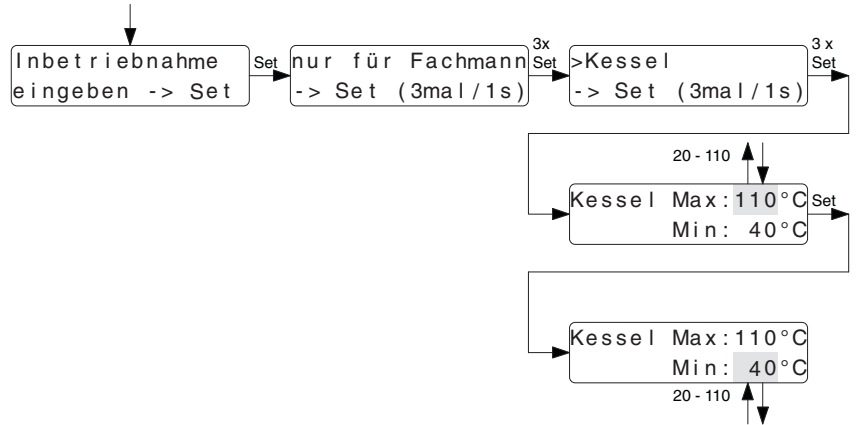 Inbetriebnahme
eingeben -> Set
Set
nur für Fachmann
-> Set (3mal/1s)
3x
Set
>Kessel
-> Set (3mal/1s)
3 x
Set
20 - 110
Kessel Max:110°C
Min: 40°C
Set
Kessel Max:110°C
Min: 40°C
20 - 110